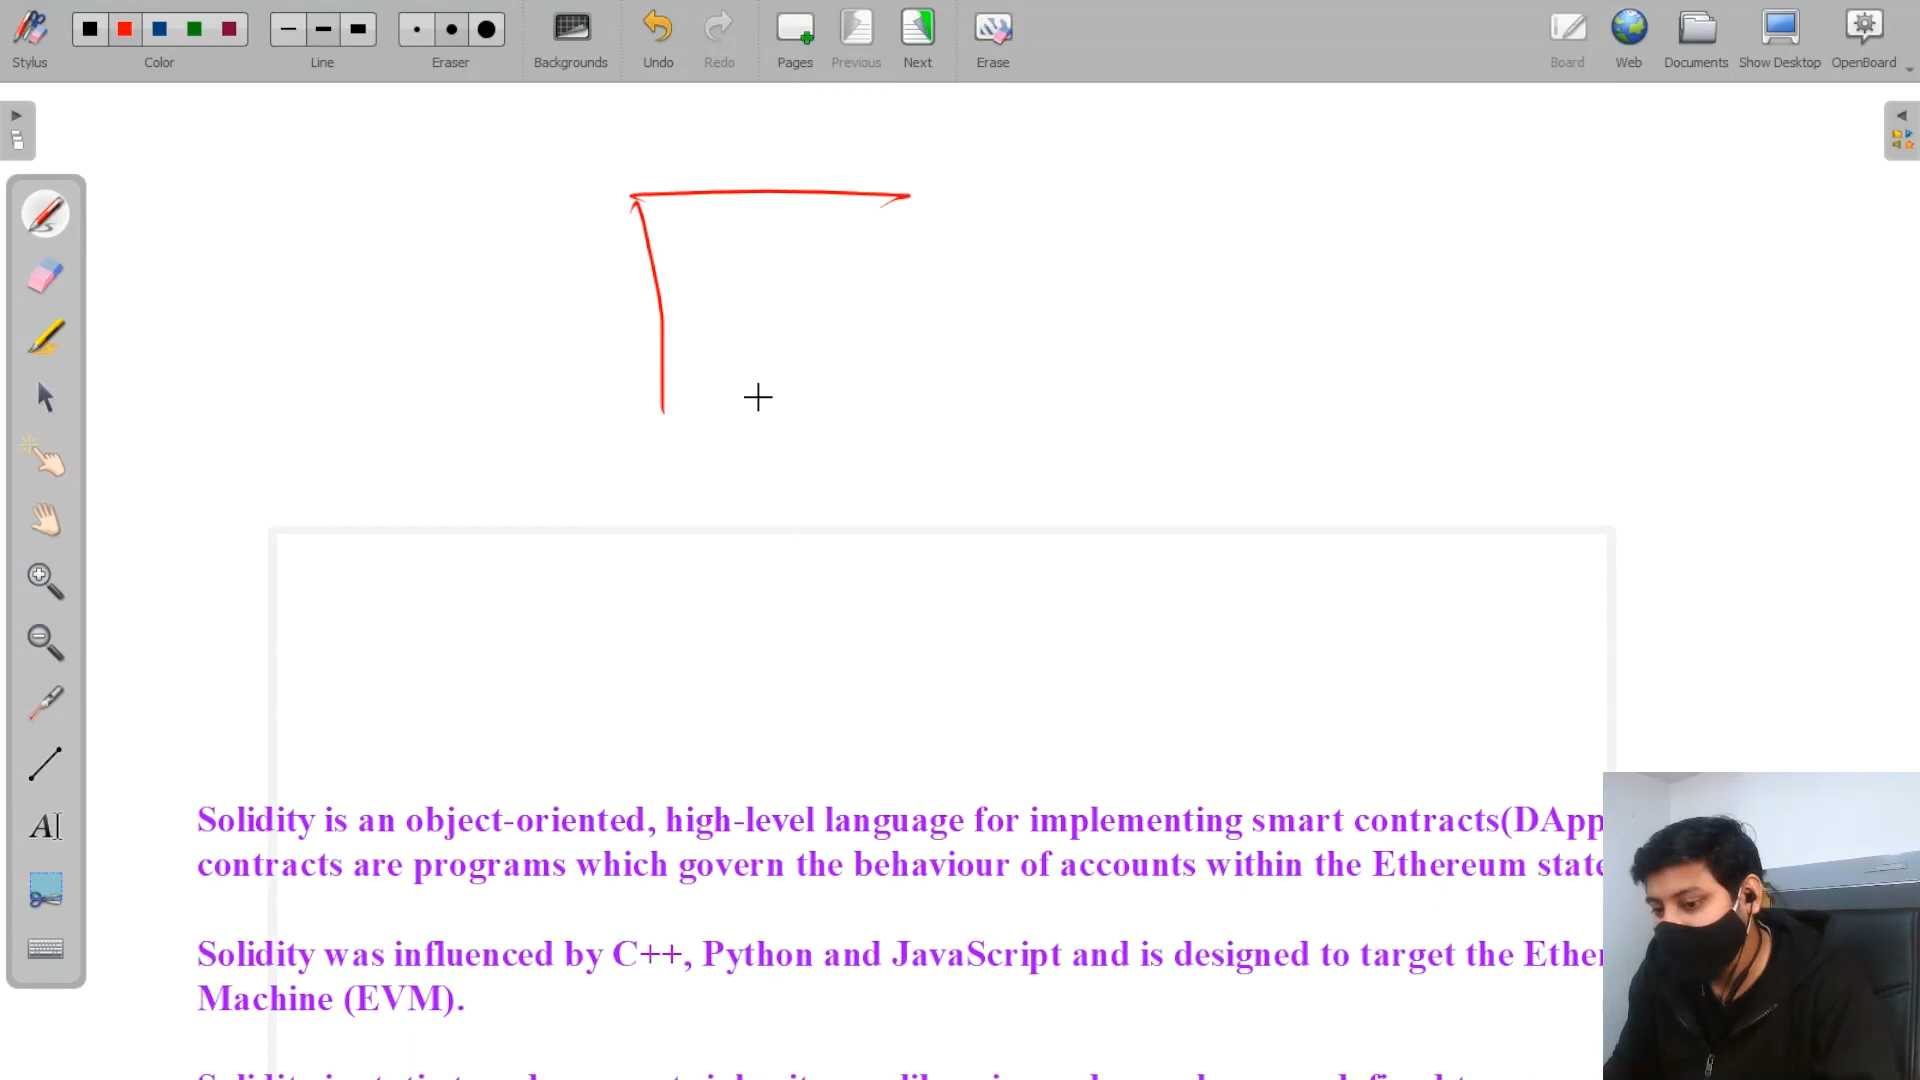 Stylus
Color
Line
Eraser
Backgrounds
Undo
Redo
Pages
Previous
Next
Erase
Board
Web
Documents
Show Desktop
OpenBoard
Solidity is an object-oriented, high-level language for implementing smart contracts(DApp
contracts are programs which govern the behaviour of accounts within the Ethereum state
Solidity was influenced by C++, Python and JavaScript and is designed to target the Ether
Machine (EVM).